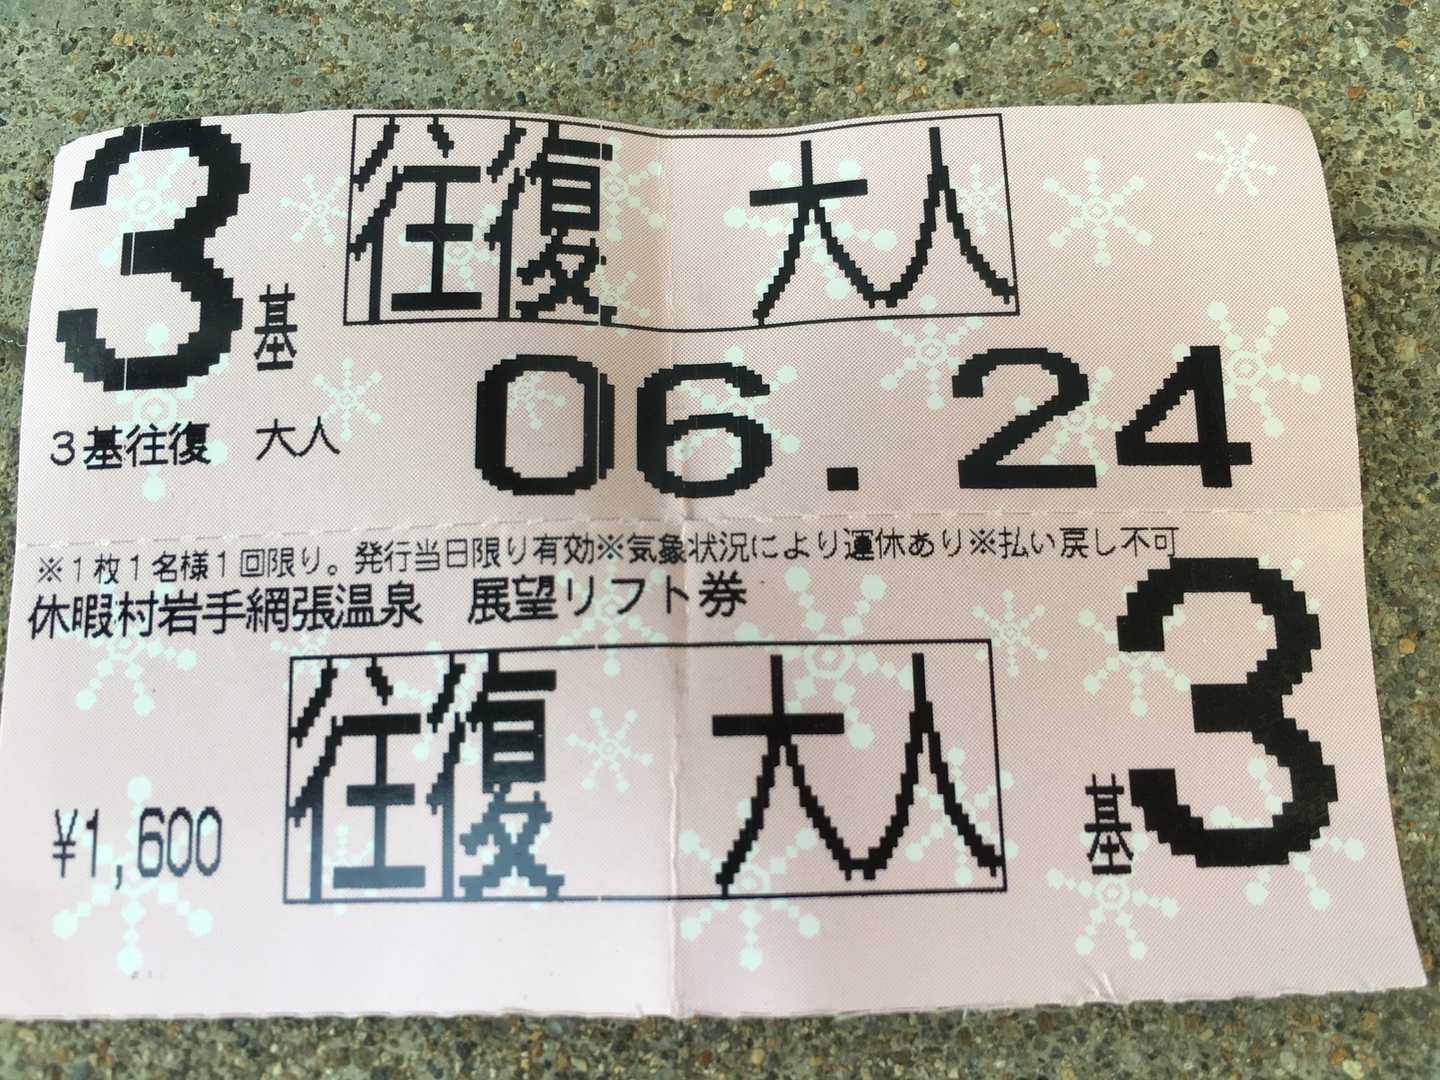 3基 往復 大人
06.24
3基往復 大人
※1枚1名様1回限り。発行当日限り有効※気象状況により運休あり※払い戻し不可
休暇村岩手網張温泉 展望リフト券
往復 大人 基3
¥1,600